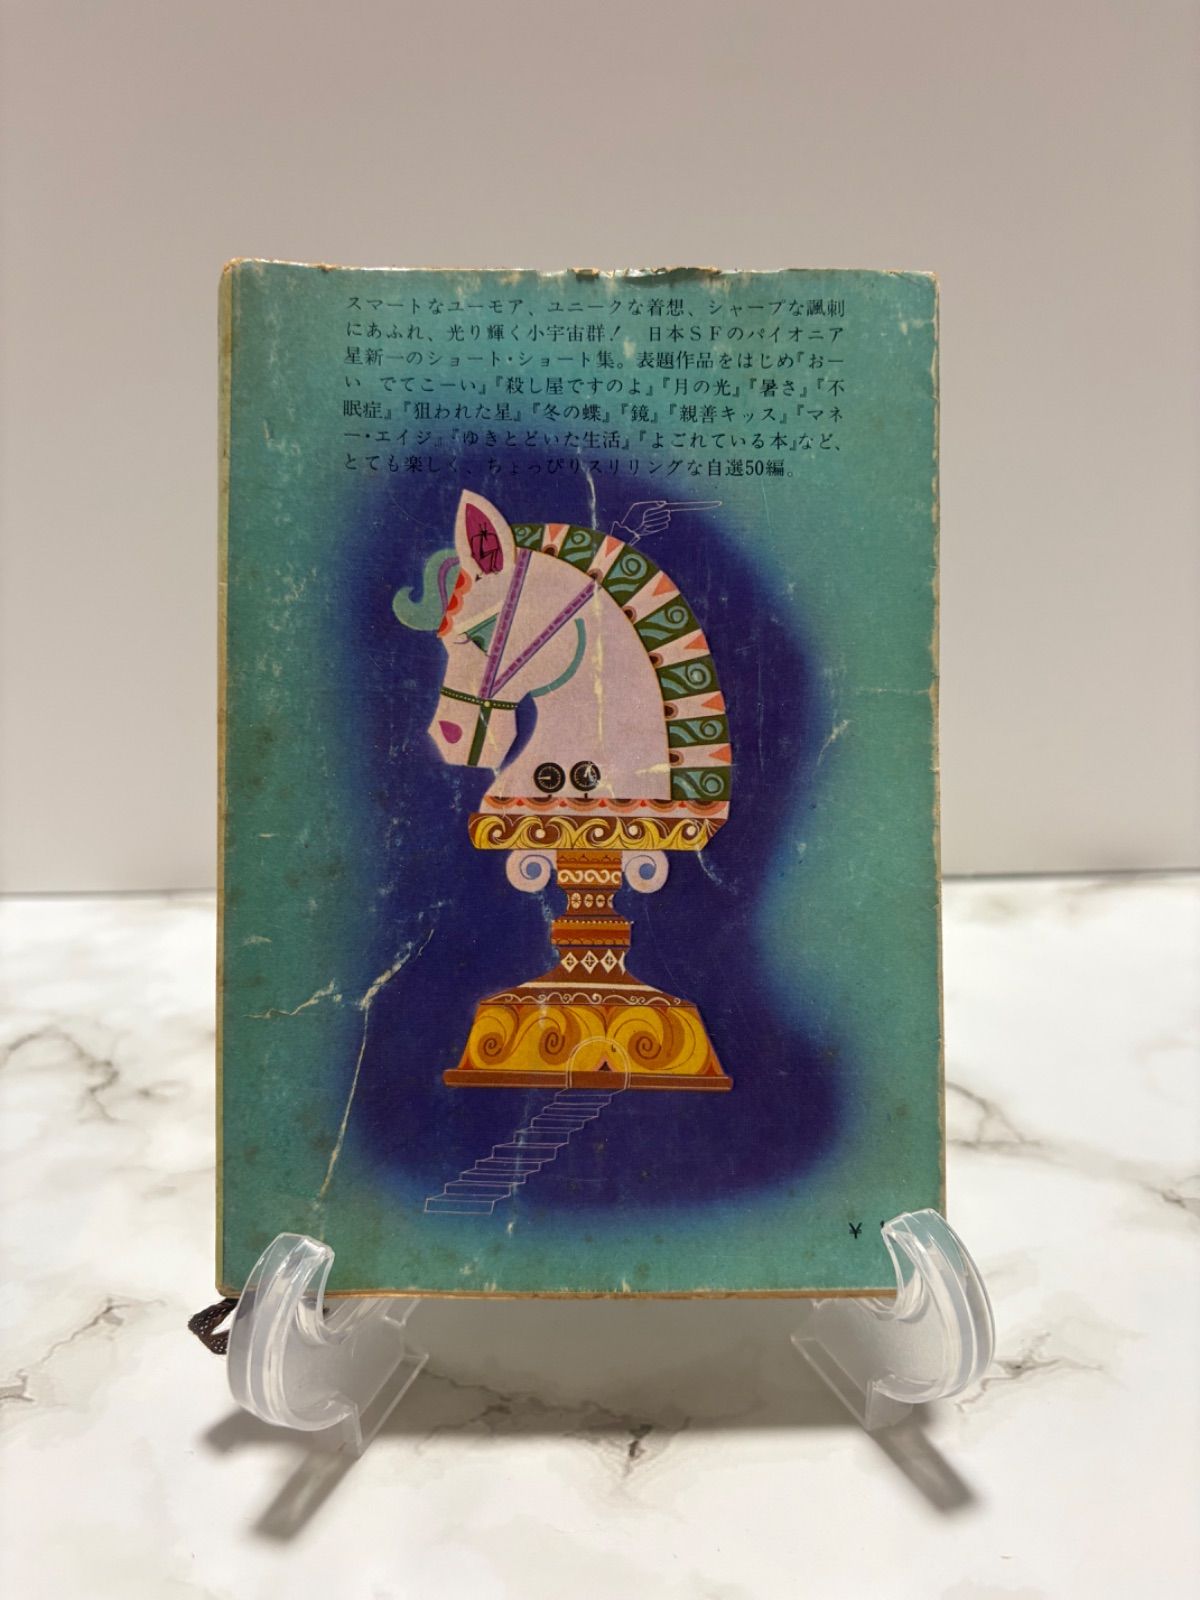 スマートなユーモア、ユニークな着想、シャープな諷刺
にあふれ、光り輝く小宇宙群！ 日本ＳＦのパイオニア
星新一のショート・ショート集。表題作品をはじめ『おー
い でてこーい』『殺し屋ですのよ』『月の光』『暑さ』『不
眠症』『狙われた星』『冬の蝶』『鏡』『親善キッス』『マネ
ー・エイジ』『ゆきとどいた生活』『よごれている本』など、
とても楽しく、ちょっぴりスリリングな自選50編。
¥